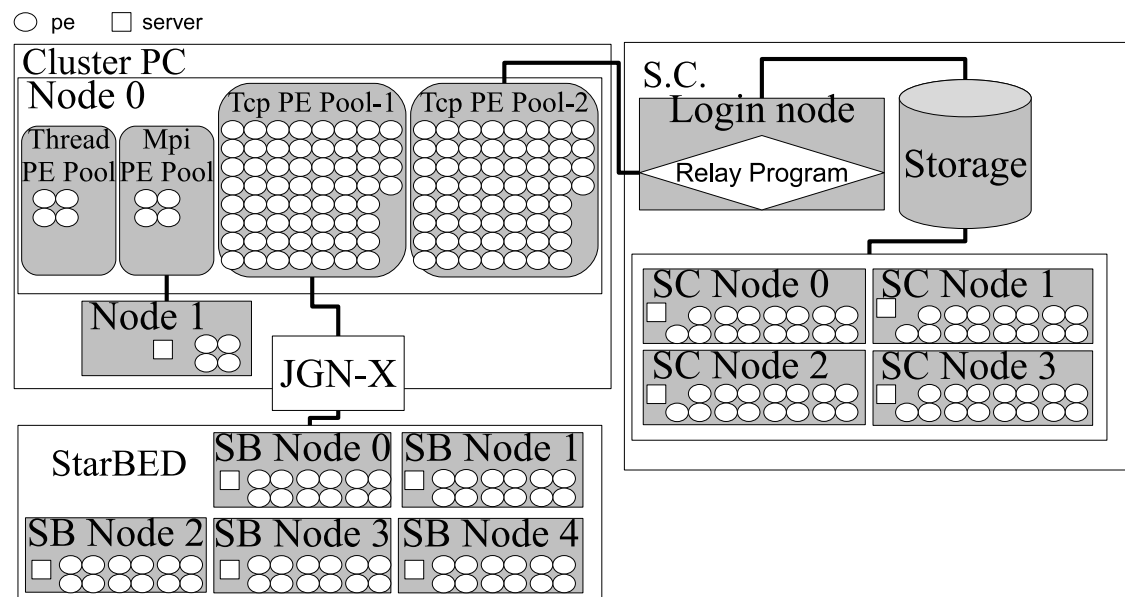 pe
server
Cluster PC
Node 0
Thread
PE Pool
Mpi
PE Pool
Tcp PE Pool-1
Tcp PE Pool-2
Node 1
JGN-X
S.C.
Login node
Relay Program
Storage
SC Node 0
SC Node 1
SC Node 2
SC Node 3
StarBED
SB Node 0
SB Node 1
SB Node 2
SB Node 3
SB Node 4